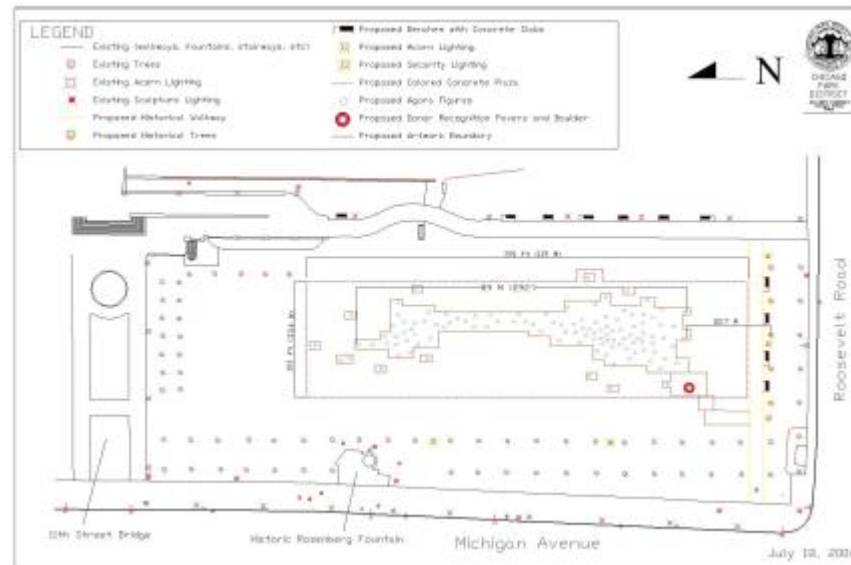 LEGEND
Existing (walkways, fountains, stairways, etc)
Existing Trees
Existing Acorn Lighting
Existing Sculpture Lighting
Proposed Historical Walkway
Proposed Historical Trees
Proposed Benches with Concrete Slabs
Proposed Acorn Lighting
Proposed Security Lighting
Proposed Colored Concrete Plaza
Proposed Agora Figures
Proposed Donor Recognition Pavers and Boulder
Proposed Artwork Boundary
N
CHICAGO
PARK
DISTRICT
Roosevelt Road
11th Street Bridge
Historic Rosenberg Fountain
Michigan Avenue
July 18,